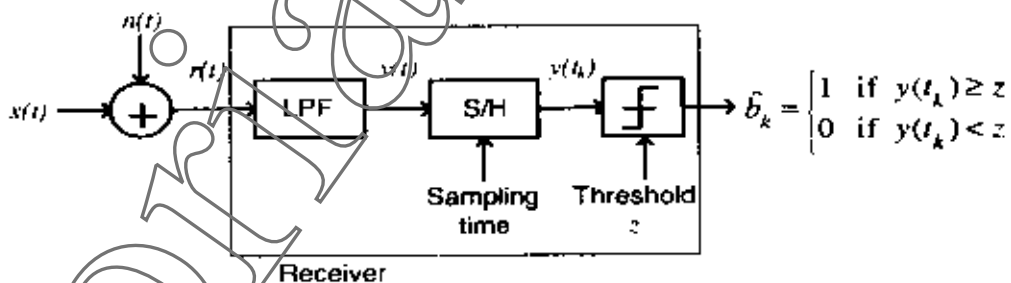 n(t)
x(t)
+
r(t)
LPF
y(t)
S/H
y(t_k)
b̂_k = { 1 if y(t_k) ≥ z
0 if y(t_k) < z
Sampling time
Threshold z
Receiver